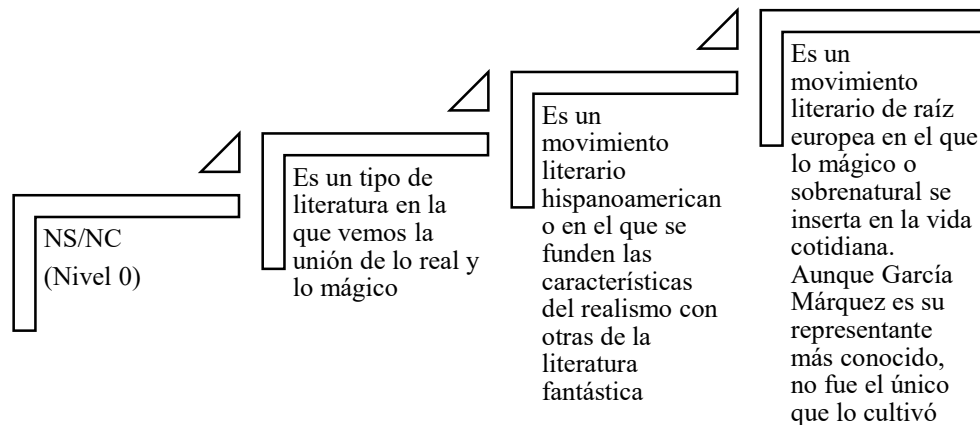 NS/NC
(Nivel 0)
Es un tipo de
literatura en la
que vemos la
unión de lo real y
lo mágico
Es un
movimiento
literario
hispanoamerican
o en el que se
funden las
características
del realismo con
otras de la
literatura
fantástica
Es un
movimiento
literario de raíz
europea en el que
lo mágico o
sobrenatural se
inserta en la vida
cotidiana.
Aunque García
Márquez es su
representante
más conocido,
no fue el único
que lo cultivó